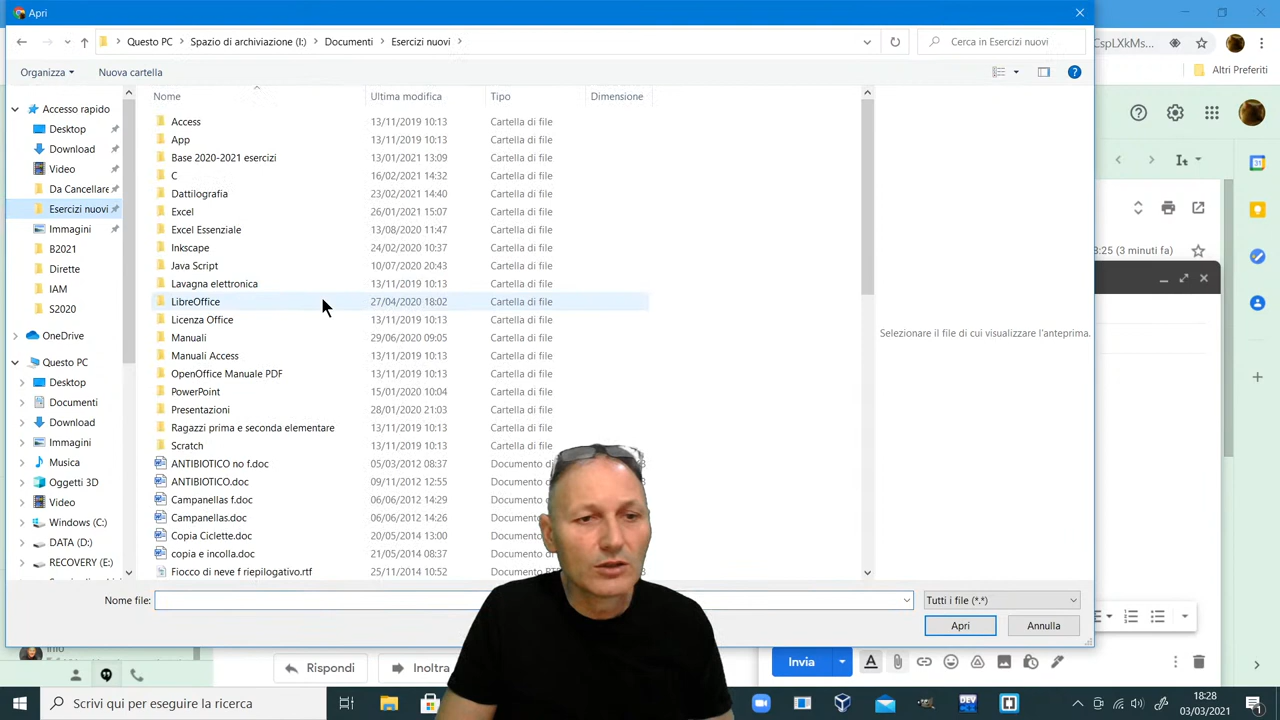 Apri
Questo PC > Spazio di archiviazione (I:) > Documenti > Esercizi nuovi >
Cerca in Esercizi nuovi
CspLXkMs...
Organizza
Nuova cartella
Altri Preferiti
Nome
Ultima modifica
Tipo
Dimensione
Accesso rapido
Desktop
Download
Video
Da Cancellare
Esercizi nuovi
Immagini
B2021
Dirette
IAM
S2020
OneDrive
Questo PC
Desktop
Documenti
Download
Immagini
Musica
Oggetti 3D
Video
Windows (C:)
DATA (D:)
RECOVERY (E:)
Access 13/11/2019 10:13 Cartella di file
App 13/11/2019 10:13 Cartella di file
Base 2020-2021 esercizi 13/01/2021 13:09 Cartella di file
C 16/02/2021 14:32 Cartella di file
Dattilografia 23/02/2021 14:40 Cartella di file
Excel 26/01/2021 15:07 Cartella di file
Excel Essenziale 13/08/2020 11:47 Cartella di file
Inkscape 24/02/2020 10:37 Cartella di file
Java Script 10/07/2020 20:43 Cartella di file
Lavagna elettronica 13/11/2019 10:13 Cartella di file
LibreOffice 27/04/2020 18:02 Cartella di file
Licenza Office 13/11/2019 10:13 Cartella di file
Manuali 29/06/2020 09:05 Cartella di file
Manuali Access 13/11/2019 10:13 Cartella di file
OpenOffice Manuale PDF 13/11/2019 10:13 Cartella di file
PowerPoint 15/01/2020 10:04 Cartella di file
Presentazioni 28/01/2020 21:03 Cartella di file
Ragazzi prima e seconda elementare 13/11/2019 10:13 Cartella di file
Scratch 13/11/2019 10:13 Cartella di file
ANTIBIOTICO no f.doc 05/03/2012 08:37 Documento di
ANTIBIOTICO.doc 09/11/2012 12:55 Documento
Campanellas f.doc 06/06/2012 14:29 Documento
Campanellas.doc 06/06/2012 14:26 Documento
Copia Ciclette.doc 20/05/2014 13:00 Documento
copia e incolla.doc 21/05/2014 08:37 Documento d
Fiocco di neve f riepilogativo.rtf 25/11/2014 10:52 Documento
Selezionare il file di cui visualizzare l'anteprima.
8:25 (3 minuti fa)
Nome file:
Tutti i file (*.*)
Apri
Annulla
Rispondi
Inoltra
Invia
Scrivi qui per eseguire la ricerca
DEV
18:28
03/03/2021